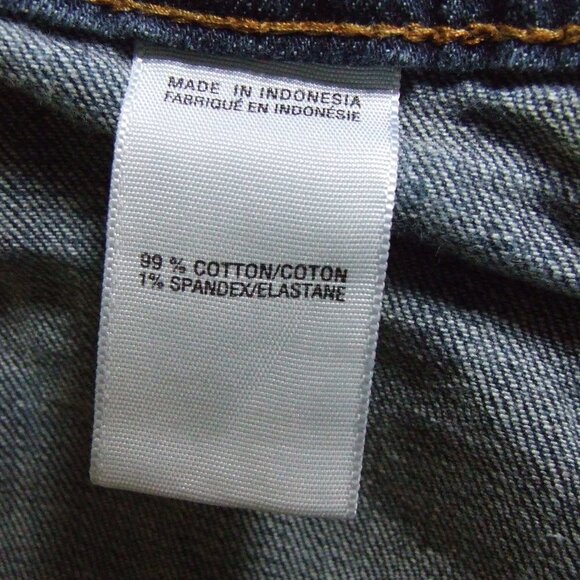 MADE IN INDONESIA
FABRIQUÉ EN INDONÉSIE
99 % COTTON/COTON
1% SPANDEX/ELASTANE